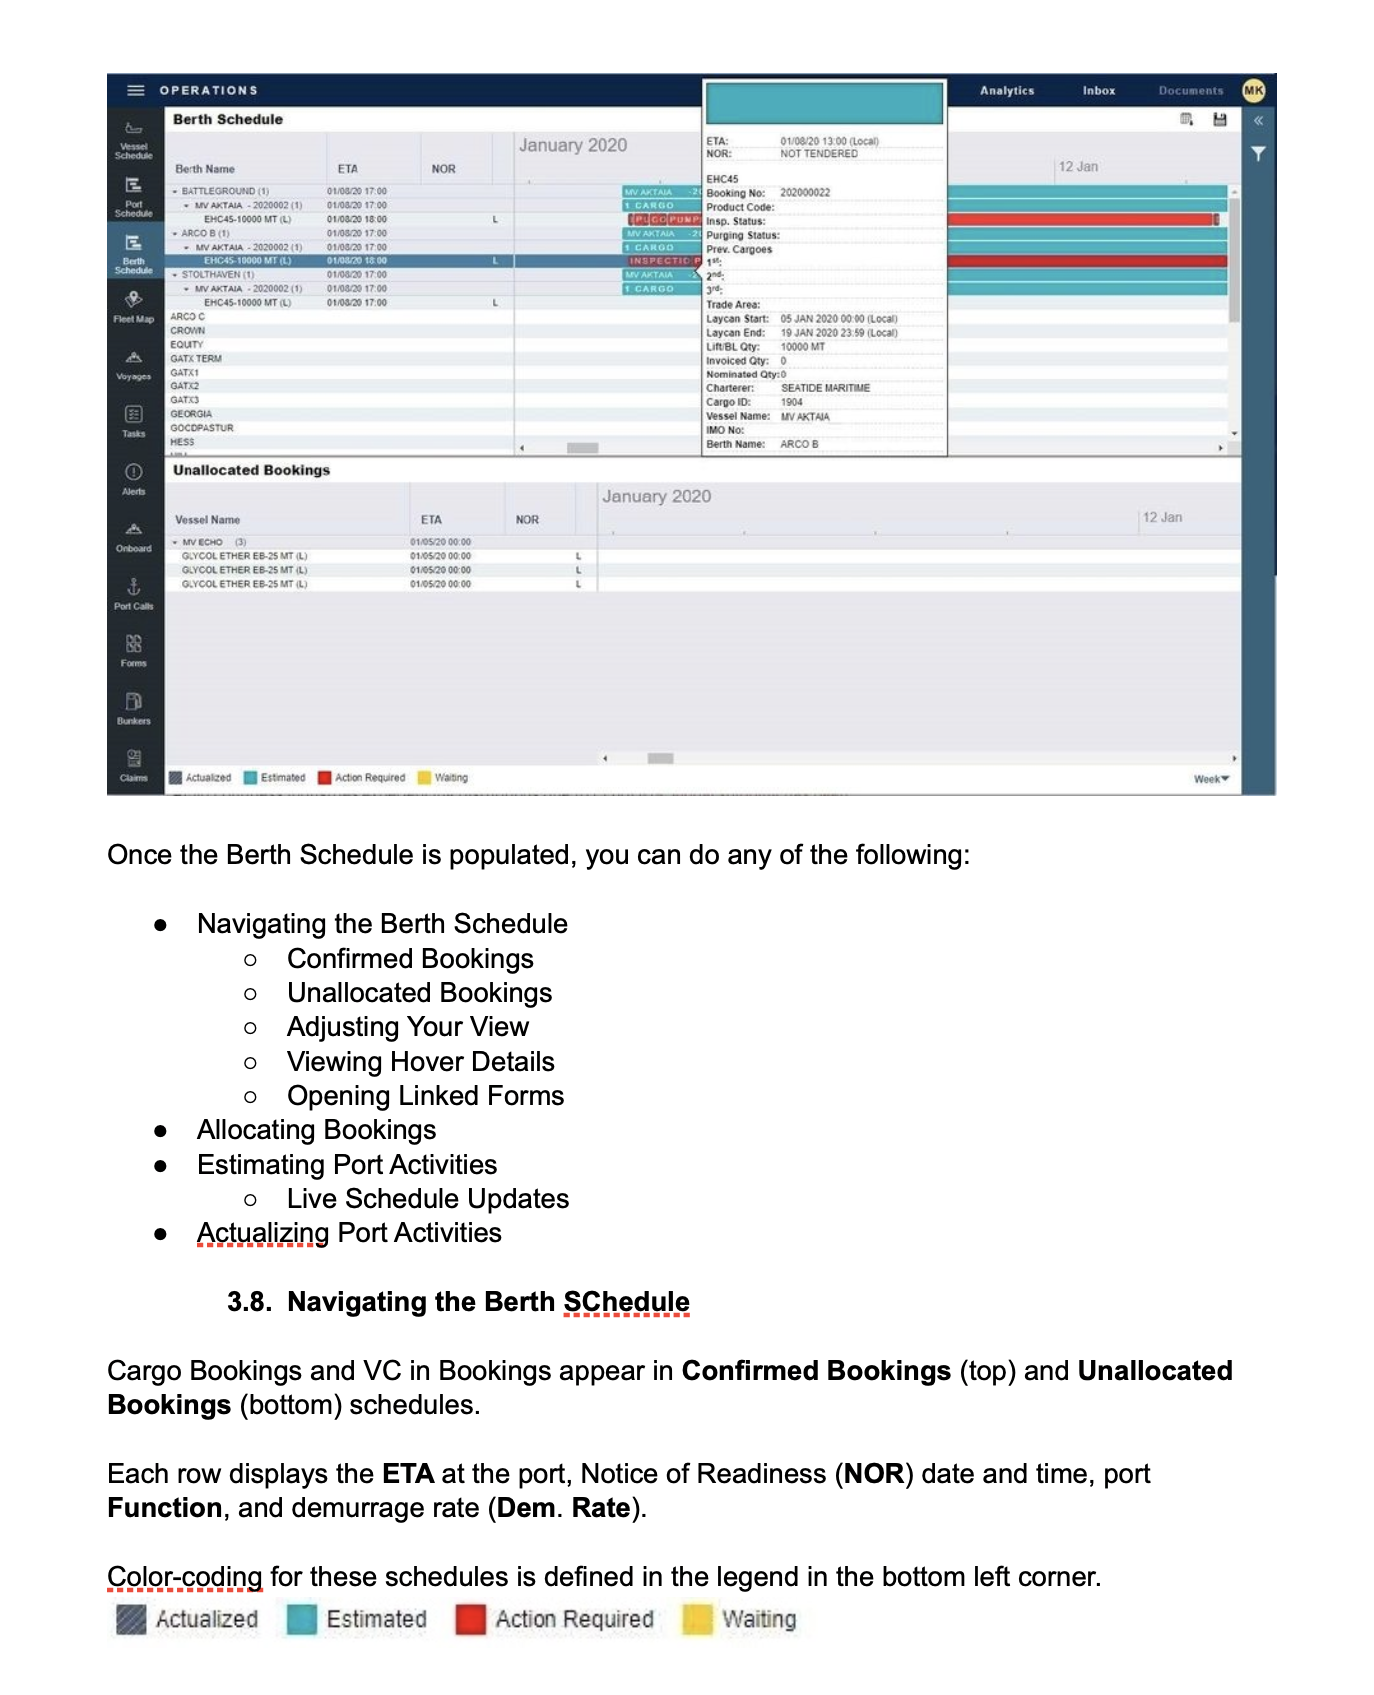 OPERATIONS
Analytics Inbox Documents MK
Vessel Schedule
Port Schedule
Berth Schedule
Fleet Map
Voyages
Tasks
Alerts
Onboard
Port Calls
Forms
Bunkers
Claims
Berth Schedule
January 2020
12 Jan
Berth Name ETA NOR
BATTLEGROUND (1) 01/08/20 17:00
MV AKTAIA - 2020002 (1) 01/08/20 17:00
EHC45-10000 MT (L) 01/08/20 18:00 L
ARCO B (1) 01/08/20 17:00
MV AKTAIA - 2020002 (1) 01/08/20 17:00
EHC45-10000 MT (L) 01/08/20 18:00 L
STOLTHAVEN (1) 01/08/20 17:00
MV AKTAIA - 2020002 (1) 01/08/20 17:00
EHC45-10000 MT (L) 01/08/20 17:00 L
ARCO C
CROWN
EQUITY
GATX TERM
GATX1
GATX2
GATX3
GEORGIA
GOCDPASTUR
HESS
MV AKTAIA -20
1 CARGO
MV AKTAIA -20
1 CARGO
INSPECTIO P
MV AKTAIA
1 CARGO
ETA: 01/08/20 13:00 (Local)
NOR: NOT TENDERED
EHC45
Booking No: 202000022
Product Code:
Insp. Status:
Purging Status:
Prev. Cargoes
1st:
2nd:
3rd:
Trade Area:
Laycan Start: 05 JAN 2020 00:00 (Local)
Laycan End: 19 JAN 2020 23:59 (Local)
Lift/BL Qty: 10000 MT
Invoiced Qty: 0
Nominated Qty:0
Charterer: SEATIDE MARITIME
Cargo ID: 1904
Vessel Name: MV AKTAIA
IMO No:
Berth Name: ARCO B
Unallocated Bookings
January 2020
12 Jan
Vessel Name ETA NOR
MV ECHO (3) 01/05/20 00:00
GLYCOL ETHER EB-25 MT (L) 01/05/20 00:00 L
GLYCOL ETHER EB-25 MT (L) 01/05/20 00:00 L
GLYCOL ETHER EB-25 MT (L) 01/05/20 00:00 L
Actualized Estimated Action Required Waiting
Week
Once the Berth Schedule is populated, you can do any of the following:
● Navigating the Berth Schedule
○ Confirmed Bookings
○ Unallocated Bookings
○ Adjusting Your View
○ Viewing Hover Details
○ Opening Linked Forms
● Allocating Bookings
● Estimating Port Activities
○ Live Schedule Updates
● Actualizing Port Activities
3.8. Navigating the Berth SChedule
Cargo Bookings and VC in Bookings appear in Confirmed Bookings (top) and Unallocated
Bookings (bottom) schedules.
Each row displays the ETA at the port, Notice of Readiness (NOR) date and time, port
Function, and demurrage rate (Dem. Rate).
Color-coding for these schedules is defined in the legend in the bottom left corner.
Actualized Estimated Action Required Waiting